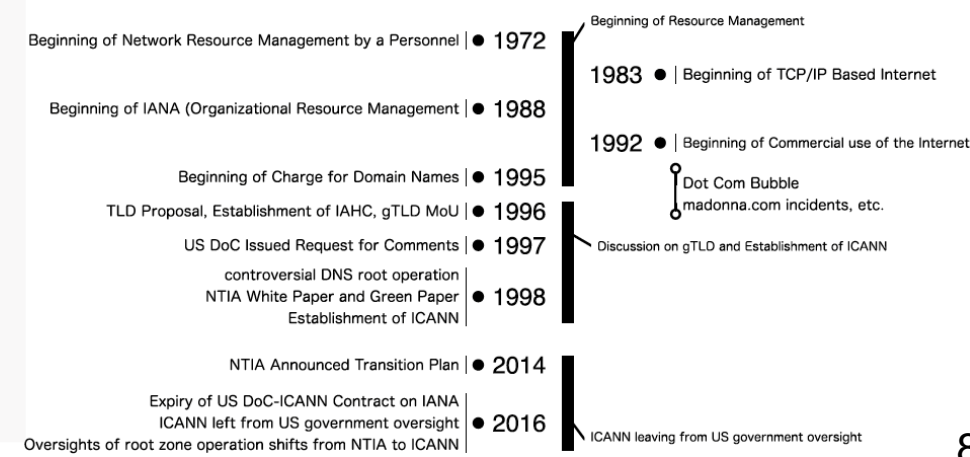 Beginning of Resource Management
Beginning of Network Resource Management by a Personnel 1972
1983 Beginning of TCP/IP Based Internet
Beginning of IANA (Organizational Resource Management 1988
1992 Beginning of Commercial use of the Internet
Beginning of Charge for Domain Names 1995
Dot Com Bubble
madonna.com incidents, etc.
TLD Proposal, Establishment of IAHC, gTLD MoU 1996
US DoC Issued Request for Comments 1997
Discussion on gTLD and Establishment of ICANN
controversial DNS root operation
NTIA White Paper and Green Paper 1998
Establishment of ICANN
NTIA Announced Transition Plan 2014
Expiry of US DoC-ICANN Contract on IANA
ICANN left from US government oversight 2016
Oversights of root zone operation shifts from NTIA to ICANN
ICANN leaving from US government oversight